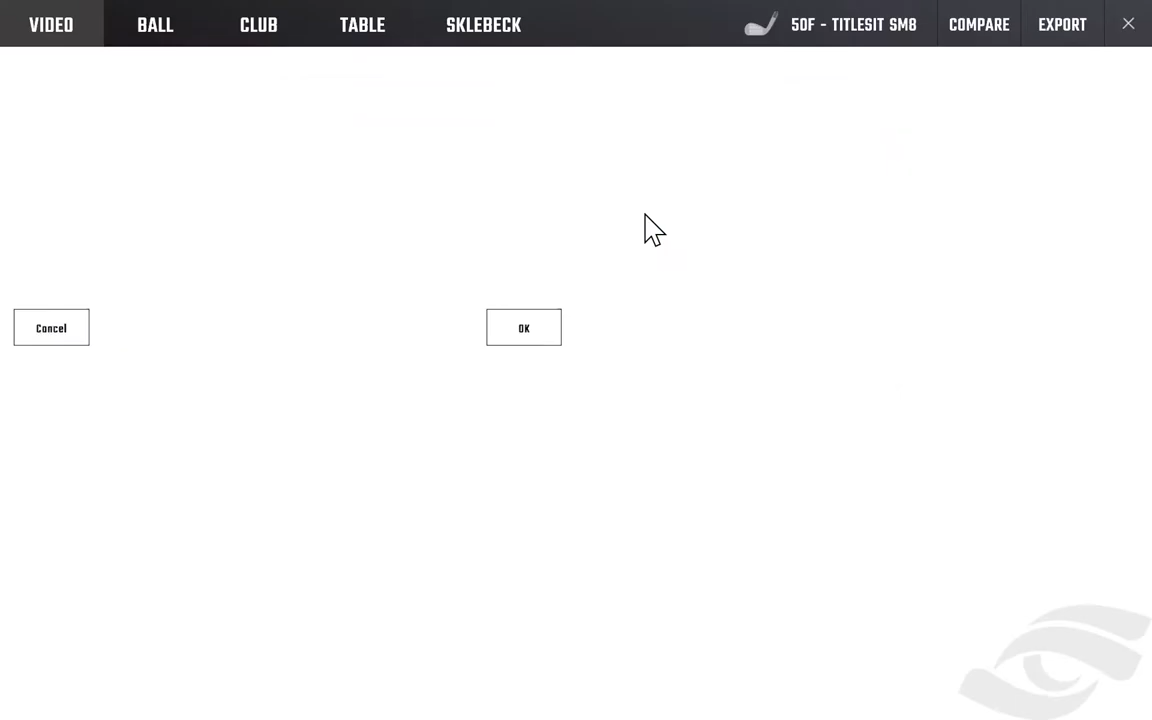 VIDEO BALL CLUB TABLE SKLEBECK 50F - TITLESIT SM8 COMPARE EXPORT
Cancel OK